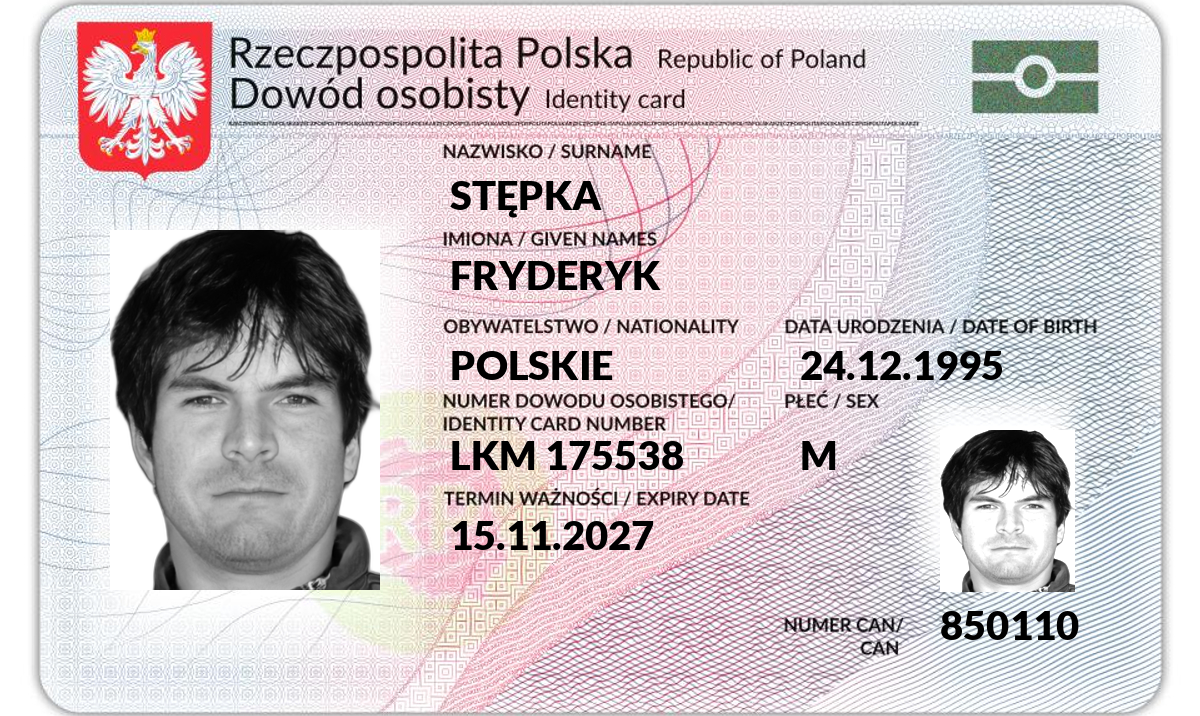 Rzeczpospolita Polska Republic of Poland
Dowód osobisty Identity card
NAZWISKO / SURNAME
STĘPKA
IMIONA / GIVEN NAMES
FRYDERYK
OBYWATELSTWO / NATIONALITY DATA URODZENIA / DATE OF BIRTH
POLSKIE 24.12.1995
NUMER DOWODU OSOBISTEGO/ PŁEĆ / SEX
IDENTITY CARD NUMBER
LKM 175538 M
TERMIN WAŻNOŚCI / EXPIRY DATE
15.11.2027
NUMER CAN/ 850110
CAN